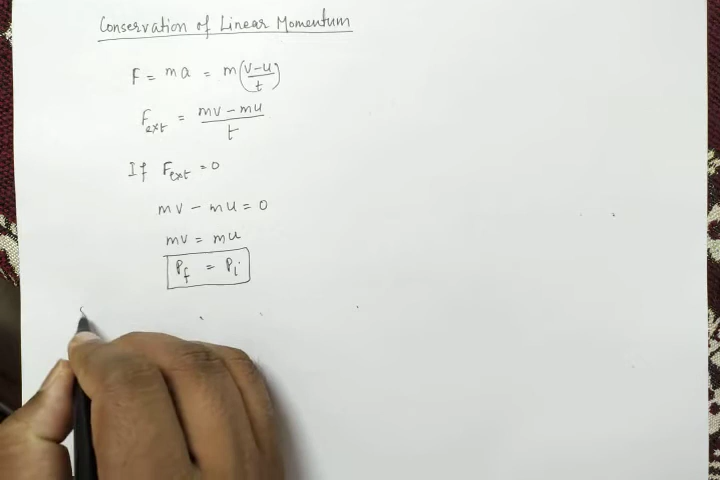 Conservation of Linear Momentum
F = ma = m(v-u/t)
Fext = mv - mu/t
If Fext = 0
mv - mu = 0
mv = mu
Pf = Pi